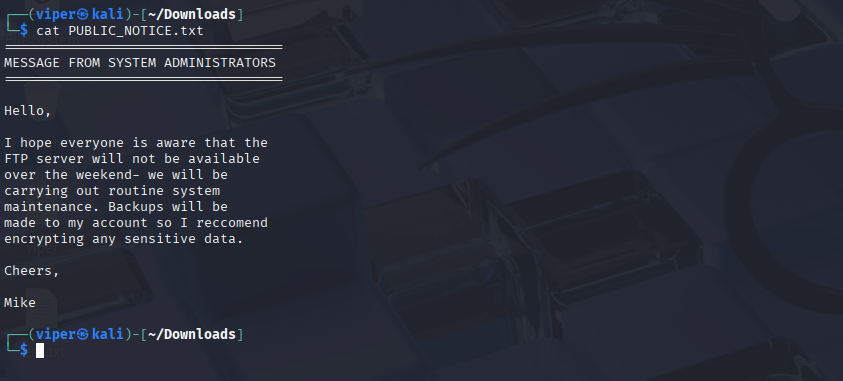 ┌──(viper㉿kali)-[~/Downloads]
└─$ cat PUBLIC_NOTICE.txt
===================================
MESSAGE FROM SYSTEM ADMINISTRATORS
===================================
Hello,
I hope everyone is aware that the
FTP server will not be available
over the weekend- we will be
carrying out routine system
maintenance. Backups will be
made to my account so I reccomend
encrypting any sensitive data.
Cheers,
Mike
┌──(viper㉿kali)-[~/Downloads]
└─$